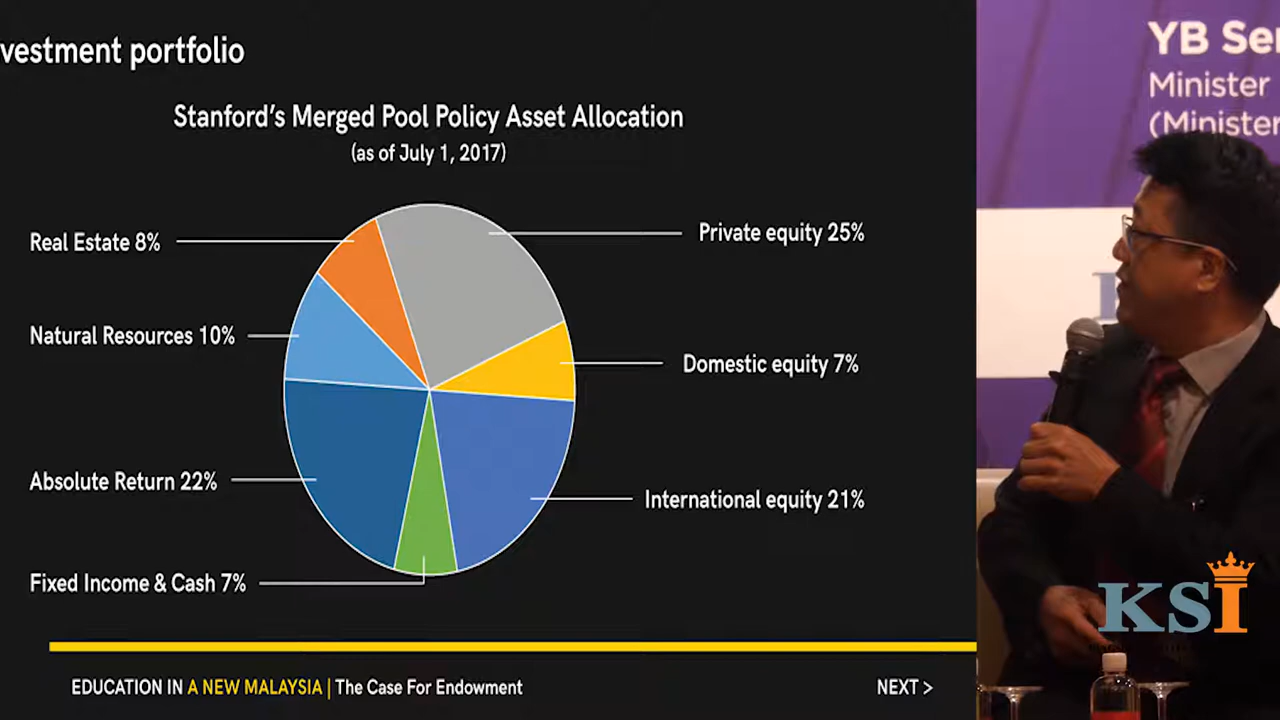 vestment portfolio
Stanford's Merged Pool Policy Asset Allocation
(as of July 1, 2017)
Real Estate 8%
Private equity 25%
Natural Resources 10%
Domestic equity 7%
Absolute Return 22%
International equity 21%
Fixed Income & Cash 7%
EDUCATION IN A NEW MALAYSIA | The Case For Endowment
NEXT >
YB Ser
Minister
(Minister
KSI